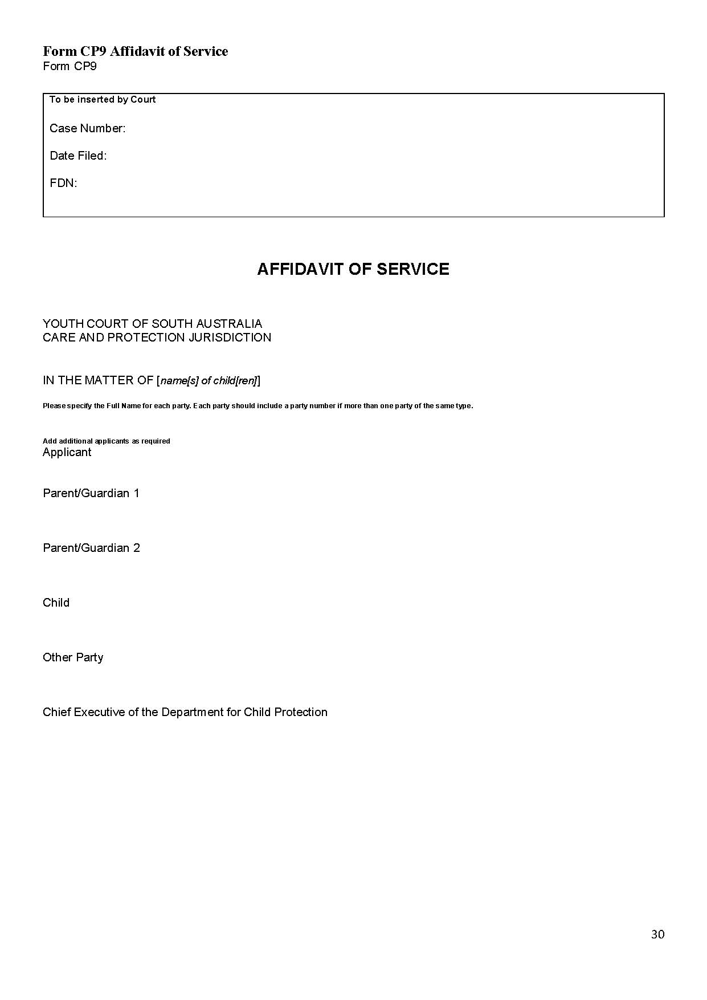 Form CP9 Affidavit of Service
Form CP9
To be inserted by Court
Case Number:
Date Filed:
FDN:
AFFIDAVIT OF SERVICE
YOUTH COURT OF SOUTH AUSTRALIA
CARE AND PROTECTION JURISDICTION
IN THE MATTER OF [name[s] of child[ren]]
Please specify the Full Name for each party. Each party should include a party number if more than one party of the same type.
Add additional applicants as required
Applicant
Parent/Guardian 1
Parent/Guardian 2
Child
Other Party
Chief Executive of the Department for Child Protection
30